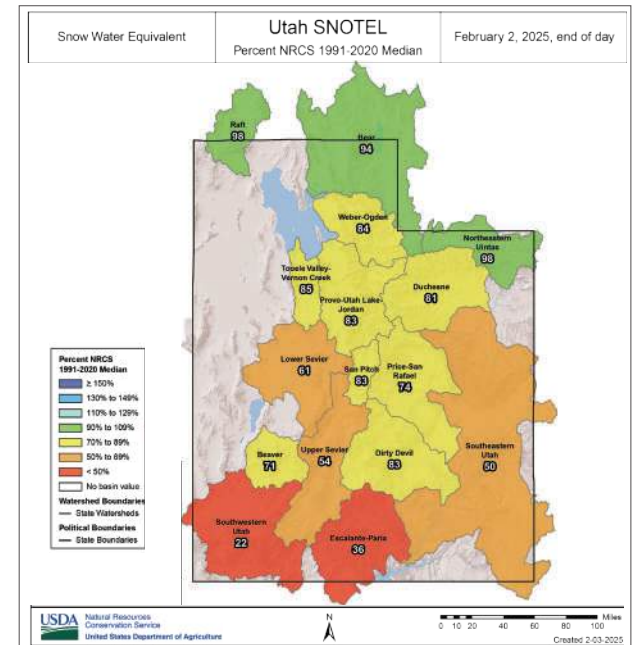 Snow Water Equivalent
Utah SNOTEL
Percent NRCS 1991-2020 Median
February 2, 2025, end of day
Raft
98
Bear
94
Weber-Ogden
84
Northeastern
Uintas
98
Tooele Valley-
Vernon Creek
85
Duchesne
81
Provo-Utah Lake-
Jordan
83
Lower Sevier
61
San Pitch
83
Price-San
Rafael
74
Beaver
71
Upper Sevier
54
Dirty Devil
83
Southeastern
Utah
50
Southwestern
Utah
22
Escalante-Paria
36
Percent NRCS
1991-2020 Median
≥ 150%
130% to 149%
110% to 129%
90% to 109%
70% to 89%
50% to 69%
< 50%
No basin value
Watershed Boundaries
State Watersheds
Political Boundaries
State Boundaries
USDA
Natural Resources
Conservation Service
United States Department of Agriculture
N
Miles
0 10 20 40 60 80 100
Created 2-03-2025